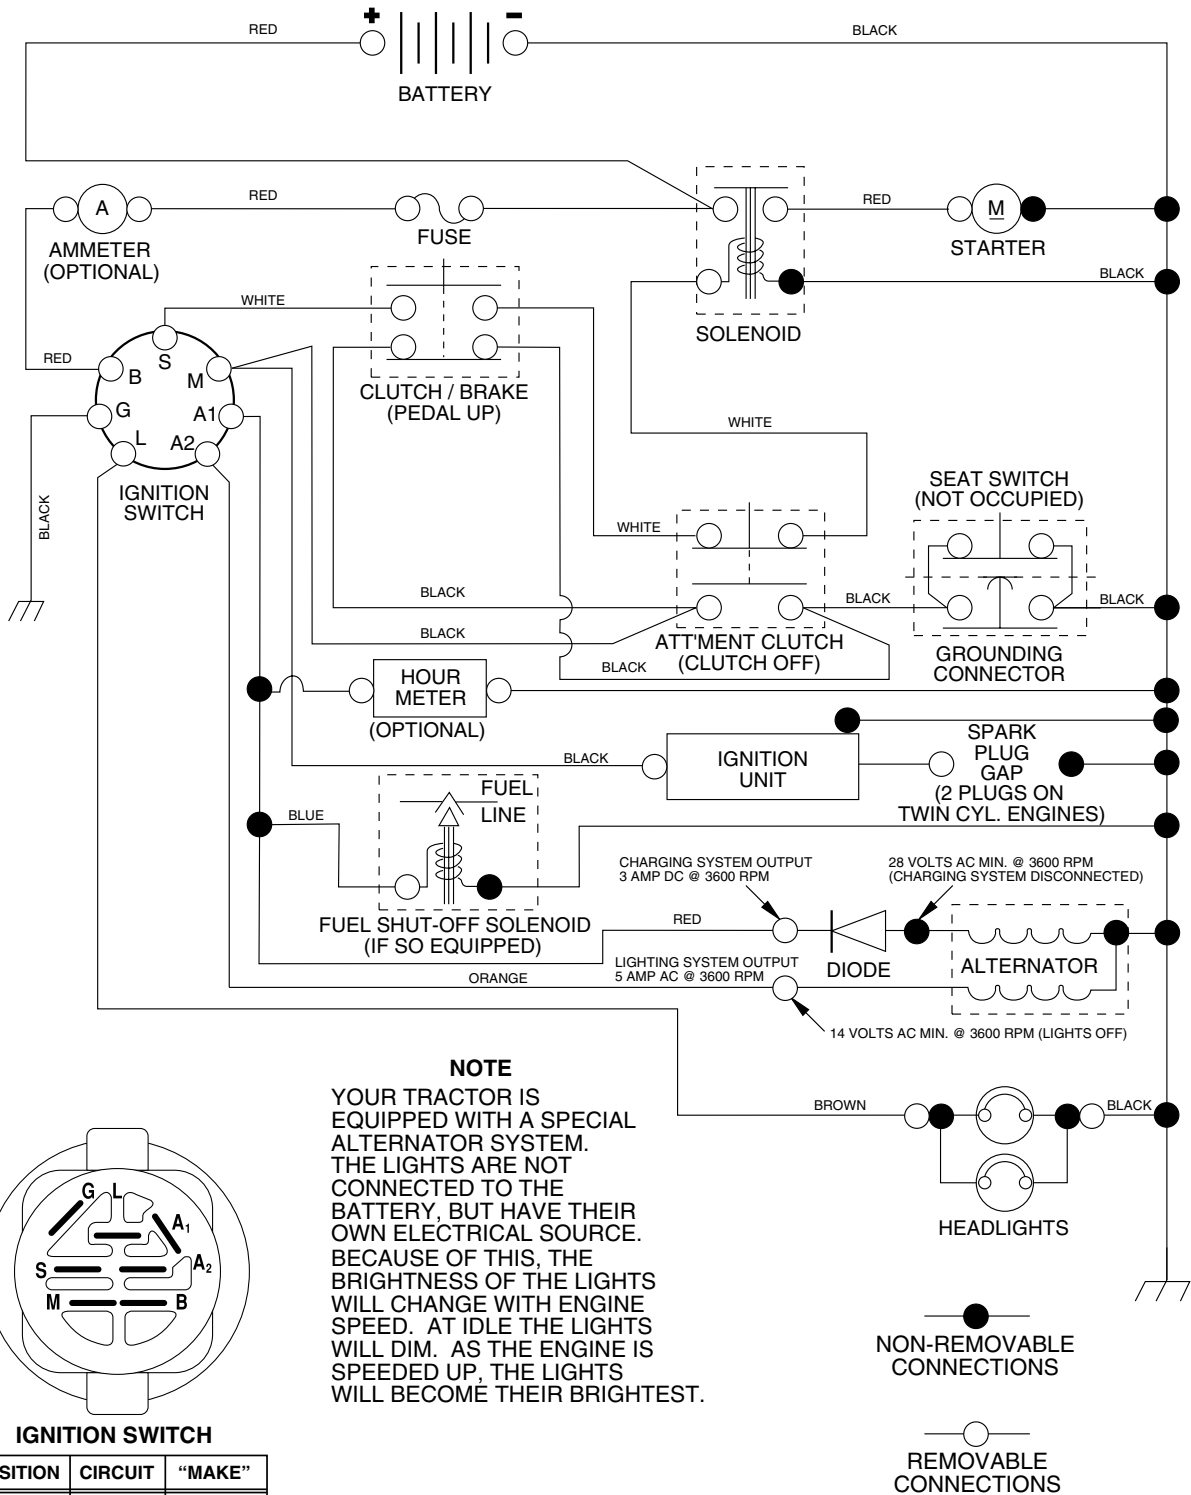 + -
RED
BLACK
BATTERY
RED
A
AMMETER
(OPTIONAL)
FUSE
SOLENOID
RED
M
STARTER
BLACK
WHITE
CLUTCH / BRAKE
(PEDAL UP)
RED
S
B
M
G
A1
L
A2
IGNITION
SWITCH
BLACK
WHITE
WHITE
SEAT SWITCH
(NOT OCCUPIED)
BLACK
BLACK
BLACK
BLACK
BLACK
ATT'MENT CLUTCH
(CLUTCH OFF)
GROUNDING
CONNECTOR
HOUR
METER
(OPTIONAL)
BLACK
IGNITION
UNIT
SPARK
PLUG
GAP
(2 PLUGS ON
TWIN CYL. ENGINES)
BLUE
FUEL
LINE
FUEL SHUT-OFF SOLENOID
(IF SO EQUIPPED)
CHARGING SYSTEM OUTPUT
3 AMP DC @ 3600 RPM
28 VOLTS AC MIN. @ 3600 RPM
(CHARGING SYSTEM DISCONNECTED)
RED
DIODE
ALTERNATOR
LIGHTING SYSTEM OUTPUT
5 AMP AC @ 3600 RPM
ORANGE
14 VOLTS AC MIN. @ 3600 RPM (LIGHTS OFF)
BROWN
BLACK
HEADLIGHTS
NOTE
YOUR TRACTOR IS
EQUIPPED WITH A SPECIAL
ALTERNATOR SYSTEM.
THE LIGHTS ARE NOT
CONNECTED TO THE
BATTERY, BUT HAVE THEIR
OWN ELECTRICAL SOURCE.
BECAUSE OF THIS, THE
BRIGHTNESS OF THE LIGHTS
WILL CHANGE WITH ENGINE
SPEED. AT IDLE THE LIGHTS
WILL DIM. AS THE ENGINE IS
SPEEDED UP, THE LIGHTS
WILL BECOME THEIR BRIGHTEST.
G L
A1
A2
S
M
B
IGNITION SWITCH
SITION CIRCUIT “MAKE”
NON-REMOVABLE
CONNECTIONS
REMOVABLE
CONNECTIONS